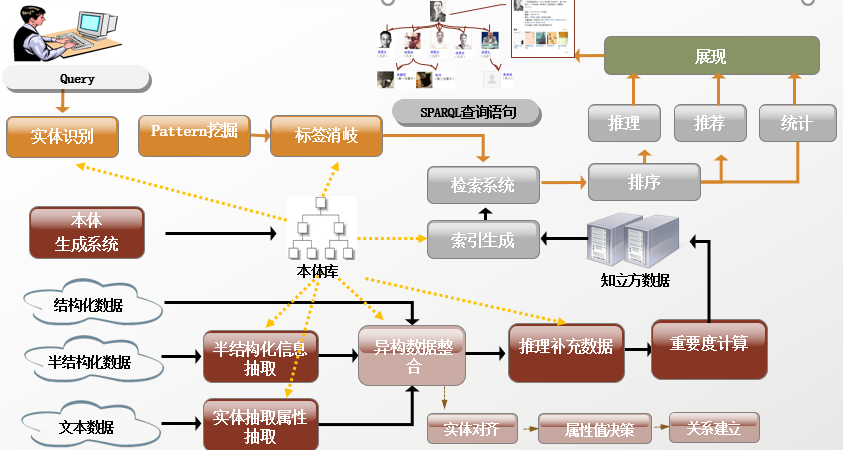 Query
展现
SPARQL查询语句
实体识别
Pattern挖掘
标签消岐
推理
推荐
统计
检索系统
排序
本体
生成系统
本体库
索引生成
知立方数据
结构化数据
半结构化数据
半结构化信息
抽取
异构数据整
合
推理补充数据
重要度计算
文本数据
实体抽取属性
抽取
实体对齐
属性值决策
关系建立